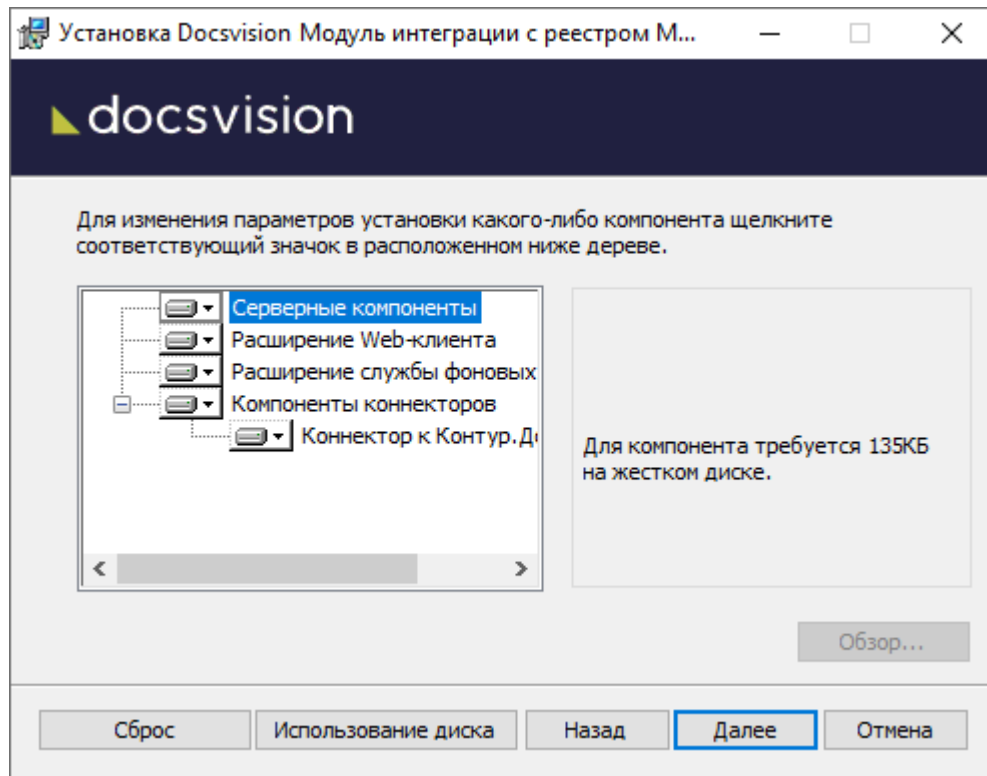 Установка Docsvision Модуль интеграции с реестром М...
docsvision
Для изменения параметров установки какого-либо компонента щелкните
соответствующий значок в расположенном ниже дереве.
Серверные компоненты
Расширение Web-клиента
Расширение службы фоновых
Компоненты коннекторов
Коннектор к Контур.До
Для компонента требуется 135КБ
на жестком диске.
Обзор...
Сброс
Использование диска
Назад
Далее
Отмена